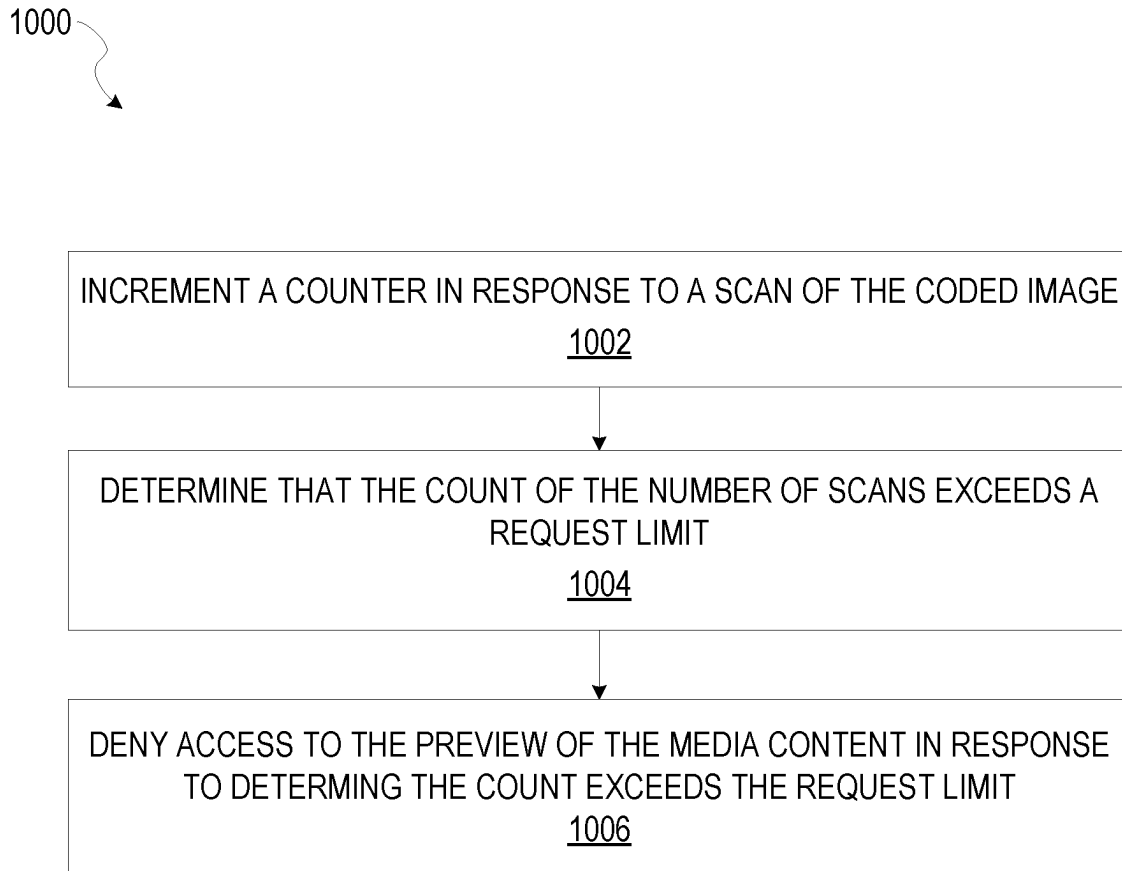 1000
INCREMENT A COUNTER IN RESPONSE TO A SCAN OF THE CODED IMAGE
1002
DETERMINE THAT THE COUNT OF THE NUMBER OF SCANS EXCEEDS A
REQUEST LIMIT
1004
DENY ACCESS TO THE PREVIEW OF THE MEDIA CONTENT IN RESPONSE
TO DETERMINING THE COUNT EXCEEDS THE REQUEST LIMIT
1006